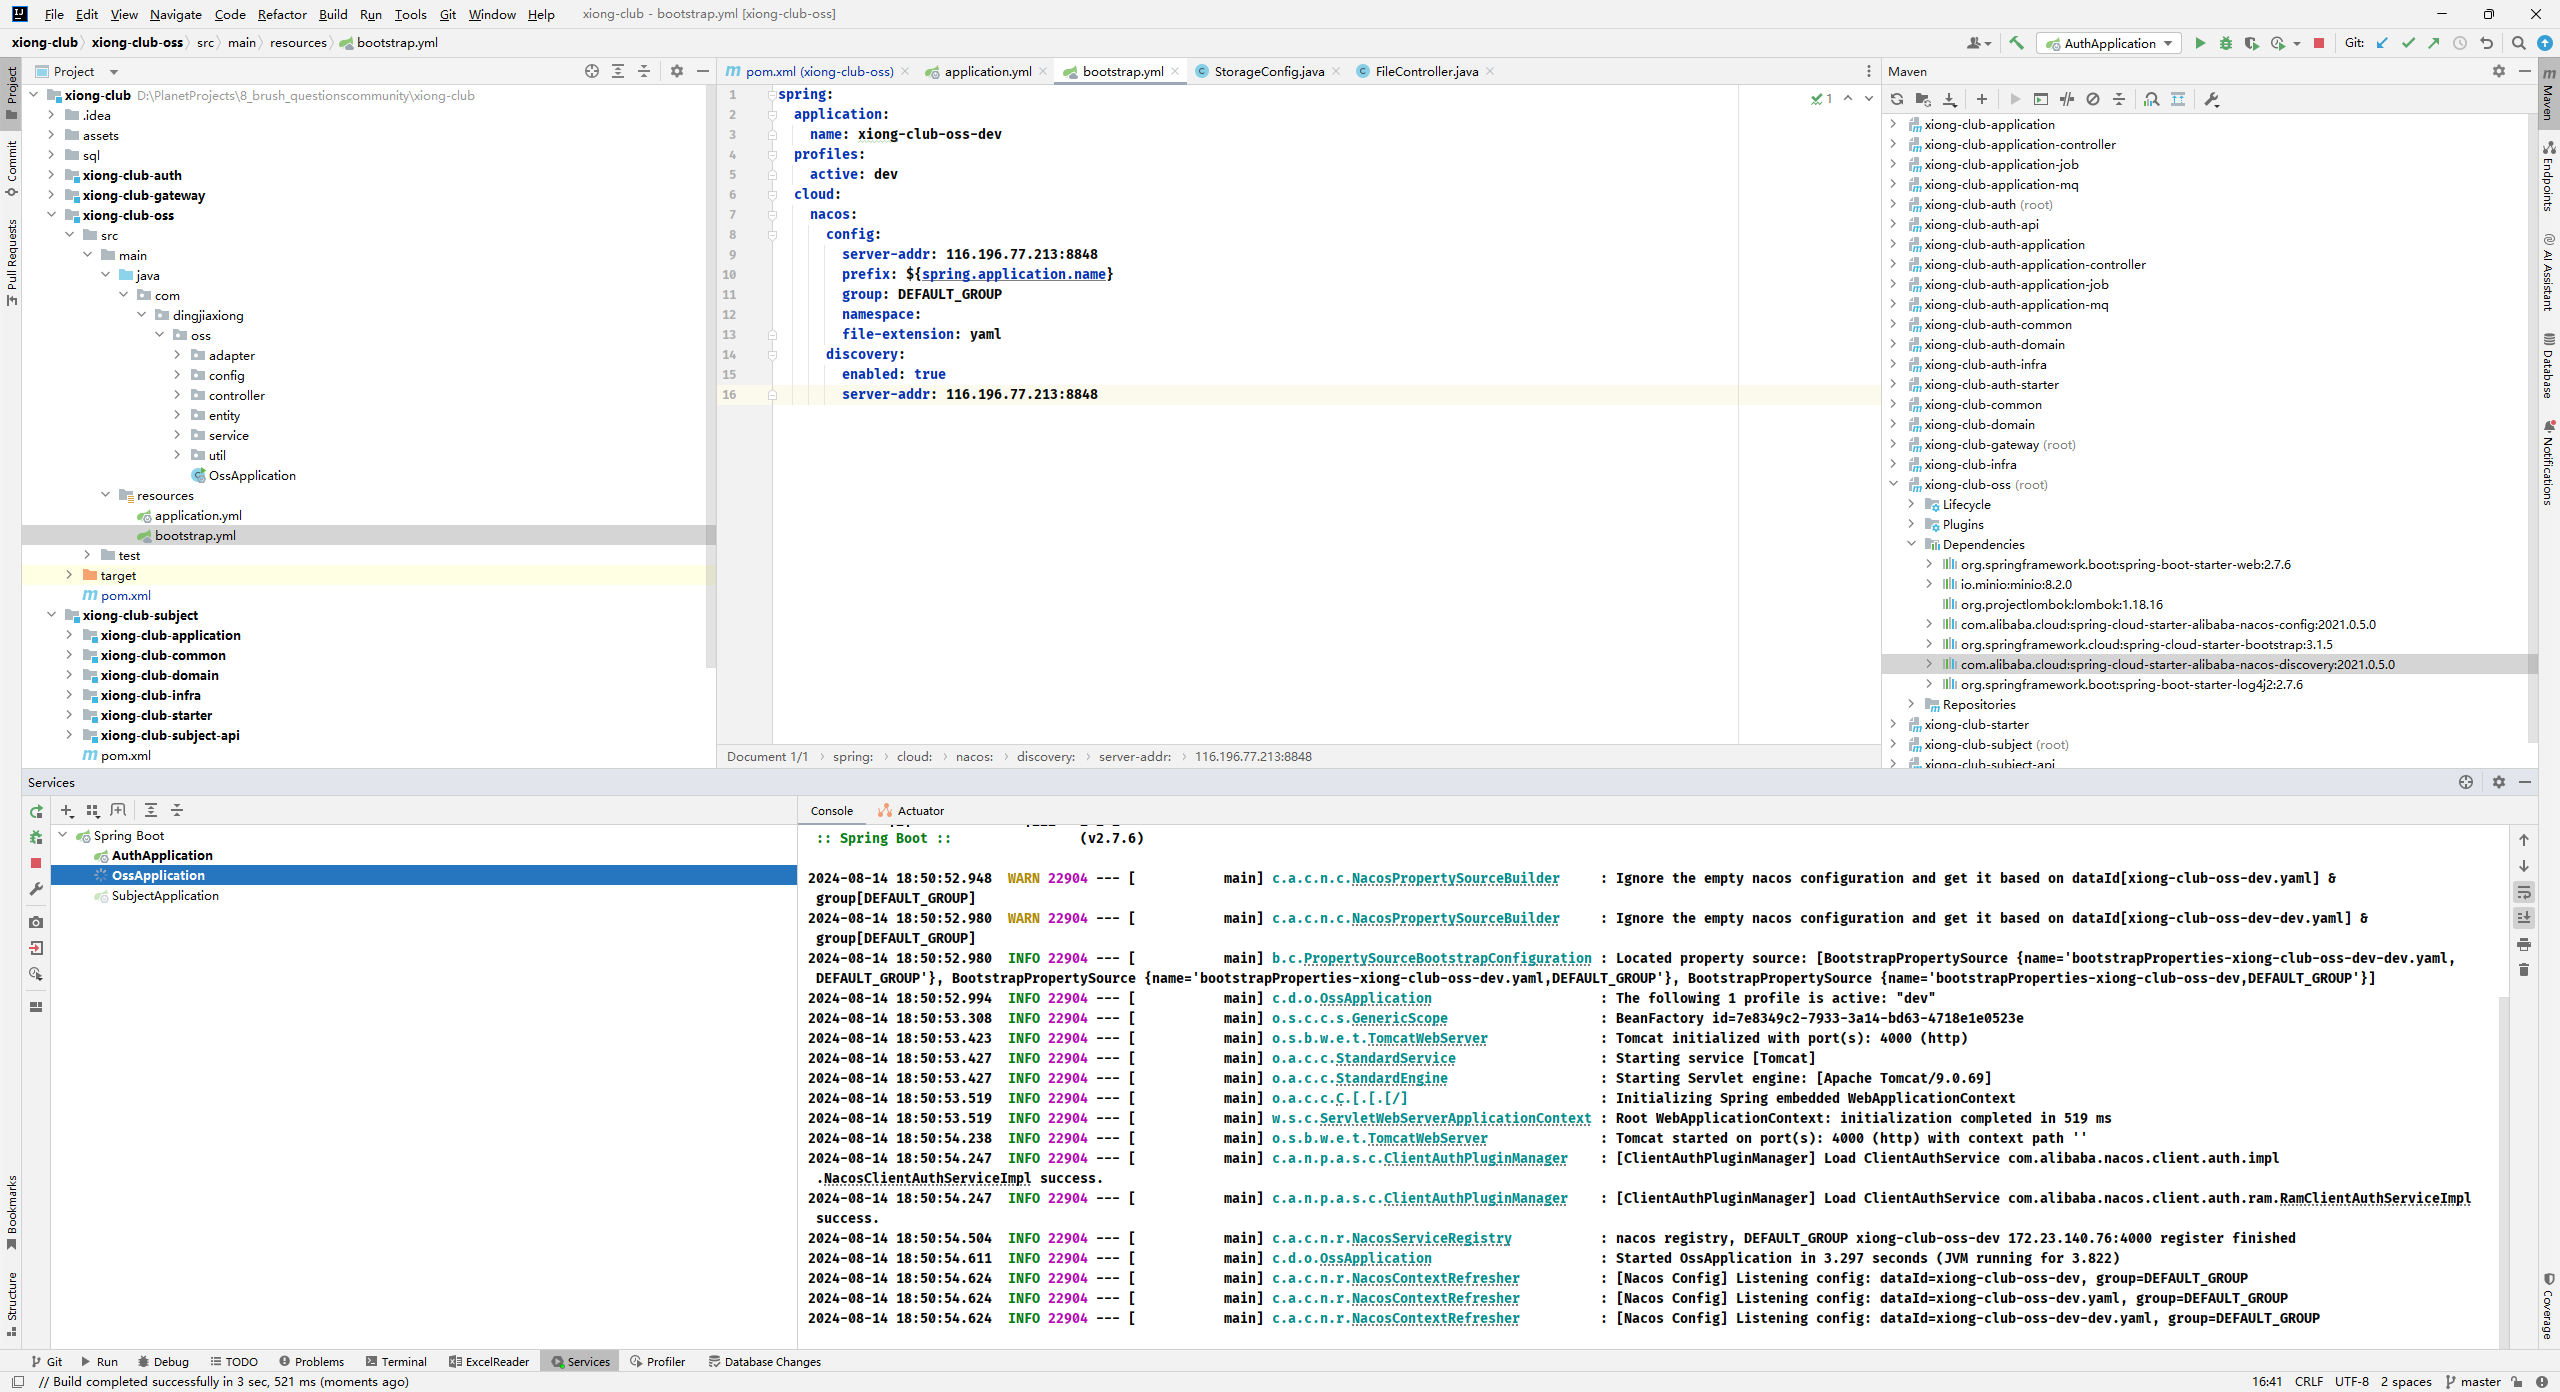 File Edit View Navigate Code Refactor Build Run Tools Git Window Help xiong-club - bootstrap.yml [xiong-club-oss]
xiong-club xiong-club-oss src main resources bootstrap.yml AuthApplication Git:
Project
pom.xml (xiong-club-oss) application.yml bootstrap.yml StorageConfig.java FileController.java
Maven
xiong-club D:\PlanetProjects\8_brush_questionscommunity\xiong-club
.idea
assets
sql
xiong-club-auth
xiong-club-gateway
xiong-club-oss
src
main
java
com
dingjiaxiong
oss
adapter
config
controller
entity
service
util
OssApplication
resources
application.yml
bootstrap.yml
test
target
pom.xml
xiong-club-subject
xiong-club-application
xiong-club-common
xiong-club-domain
xiong-club-infra
xiong-club-starter
xiong-club-subject-api
pom.xml
1 spring:
2 application:
3 name: xiong-club-oss-dev
4 profiles:
5 active: dev
6 cloud:
7 nacos:
8 config:
9 server-addr: 116.196.77.213:8848
10 prefix: ${spring.application.name}
11 group: DEFAULT_GROUP
12 namespace:
13 file-extension: yaml
14 discovery:
15 enabled: true
16 server-addr: 116.196.77.213:8848
1
Document 1/1 spring: cloud: nacos: discovery: server-addr: 116.196.77.213:8848
xiong-club-application
xiong-club-application-controller
xiong-club-application-job
xiong-club-application-mq
xiong-club-auth (root)
xiong-club-auth-api
xiong-club-auth-application
xiong-club-auth-application-controller
xiong-club-auth-application-job
xiong-club-auth-application-mq
xiong-club-auth-common
xiong-club-auth-domain
xiong-club-auth-infra
xiong-club-auth-starter
xiong-club-common
xiong-club-domain
xiong-club-gateway (root)
xiong-club-infra
xiong-club-oss (root)
Lifecycle
Plugins
Dependencies
org.springframework.boot:spring-boot-starter-web:2.7.6
io.minio:minio:8.2.0
org.projectlombok:lombok:1.18.16
com.alibaba.cloud:spring-cloud-starter-alibaba-nacos-config:2021.0.5.0
org.springframework.cloud:spring-cloud-starter-bootstrap:3.1.5
com.alibaba.cloud:spring-cloud-starter-alibaba-nacos-discovery:2021.0.5.0
org.springframework.boot:spring-boot-starter-log4j2:2.7.6
Repositories
xiong-club-starter
xiong-club-subject (root)
xiong-club-subject-api
Project
Commit
Pull Requests
Bookmarks
Structure
Maven
Endpoints
AI Assistant
Database
Notifications
Coverage
Services
Spring Boot
AuthApplication
OssApplication
SubjectApplication
Console Actuator
:: Spring Boot :: (v2.7.6)
2024-08-14 18:50:52.948 WARN 22904 --- [ main] c.a.c.n.c.NacosPropertySourceBuilder : Ignore the empty nacos configuration and get it based on dataId[xiong-club-oss-dev.yaml] &
group[DEFAULT_GROUP]
2024-08-14 18:50:52.980 WARN 22904 --- [ main] c.a.c.n.c.NacosPropertySourceBuilder : Ignore the empty nacos configuration and get it based on dataId[xiong-club-oss-dev-dev.yaml] &
group[DEFAULT_GROUP]
2024-08-14 18:50:52.980 INFO 22904 --- [ main] b.c.PropertySourceBootstrapConfiguration : Located property source: [BootstrapPropertySource {name='bootstrapProperties-xiong-club-oss-dev-dev.yaml,
DEFAULT_GROUP'}, BootstrapPropertySource {name='bootstrapProperties-xiong-club-oss-dev.yaml,DEFAULT_GROUP'}, BootstrapPropertySource {name='bootstrapProperties-xiong-club-oss-dev,DEFAULT_GROUP'}]
2024-08-14 18:50:52.994 INFO 22904 --- [ main] c.d.o.OssApplication : The following 1 profile is active: "dev"
2024-08-14 18:50:53.308 INFO 22904 --- [ main] o.s.c.c.s.GenericScope : BeanFactory id=7e8349c2-7933-3a14-bd63-4718e1e0523e
2024-08-14 18:50:53.423 INFO 22904 --- [ main] o.s.b.w.e.t.TomcatWebServer : Tomcat initialized with port(s): 4000 (http)
2024-08-14 18:50:53.427 INFO 22904 --- [ main] o.a.c.c.StandardService : Starting service [Tomcat]
2024-08-14 18:50:53.427 INFO 22904 --- [ main] o.a.c.c.StandardEngine : Starting Servlet engine: [Apache Tomcat/9.0.69]
2024-08-14 18:50:53.519 INFO 22904 --- [ main] o.a.c.c.C.[.[.[/] : Initializing Spring embedded WebApplicationContext
2024-08-14 18:50:53.519 INFO 22904 --- [ main] w.s.c.ServletWebServerApplicationContext : Root WebApplicationContext: initialization completed in 519 ms
2024-08-14 18:50:54.238 INFO 22904 --- [ main] o.s.b.w.e.t.TomcatWebServer : Tomcat started on port(s): 4000 (http) with context path ''
2024-08-14 18:50:54.247 INFO 22904 --- [ main] c.a.n.p.a.s.c.ClientAuthPluginManager : [ClientAuthPluginManager] Load ClientAuthService com.alibaba.nacos.client.auth.impl
.NacosClientAuthServiceImpl success.
2024-08-14 18:50:54.247 INFO 22904 --- [ main] c.a.n.p.a.s.c.ClientAuthPluginManager : [ClientAuthPluginManager] Load ClientAuthService com.alibaba.nacos.client.auth.ram.RamClientAuthServiceImpl
success.
2024-08-14 18:50:54.504 INFO 22904 --- [ main] c.a.c.n.r.NacosServiceRegistry : nacos registry, DEFAULT_GROUP xiong-club-oss-dev 172.23.140.76:4000 register finished
2024-08-14 18:50:54.611 INFO 22904 --- [ main] c.d.o.OssApplication : Started OssApplication in 3.297 seconds (JVM running for 3.822)
2024-08-14 18:50:54.624 INFO 22904 --- [ main] c.a.c.n.r.NacosContextRefresher : [Nacos Config] Listening config: dataId=xiong-club-oss-dev, group=DEFAULT_GROUP
2024-08-14 18:50:54.624 INFO 22904 --- [ main] c.a.c.n.r.NacosContextRefresher : [Nacos Config] Listening config: dataId=xiong-club-oss-dev.yaml, group=DEFAULT_GROUP
2024-08-14 18:50:54.624 INFO 22904 --- [ main] c.a.c.n.r.NacosContextRefresher : [Nacos Config] Listening config: dataId=xiong-club-oss-dev-dev.yaml, group=DEFAULT_GROUP
Git Run Debug TODO Problems Terminal ExcelReader Services Profiler Database Changes
// Build completed successfully in 3 sec, 521 ms (moments ago) 16:41 CRLF UTF-8 2 spaces master